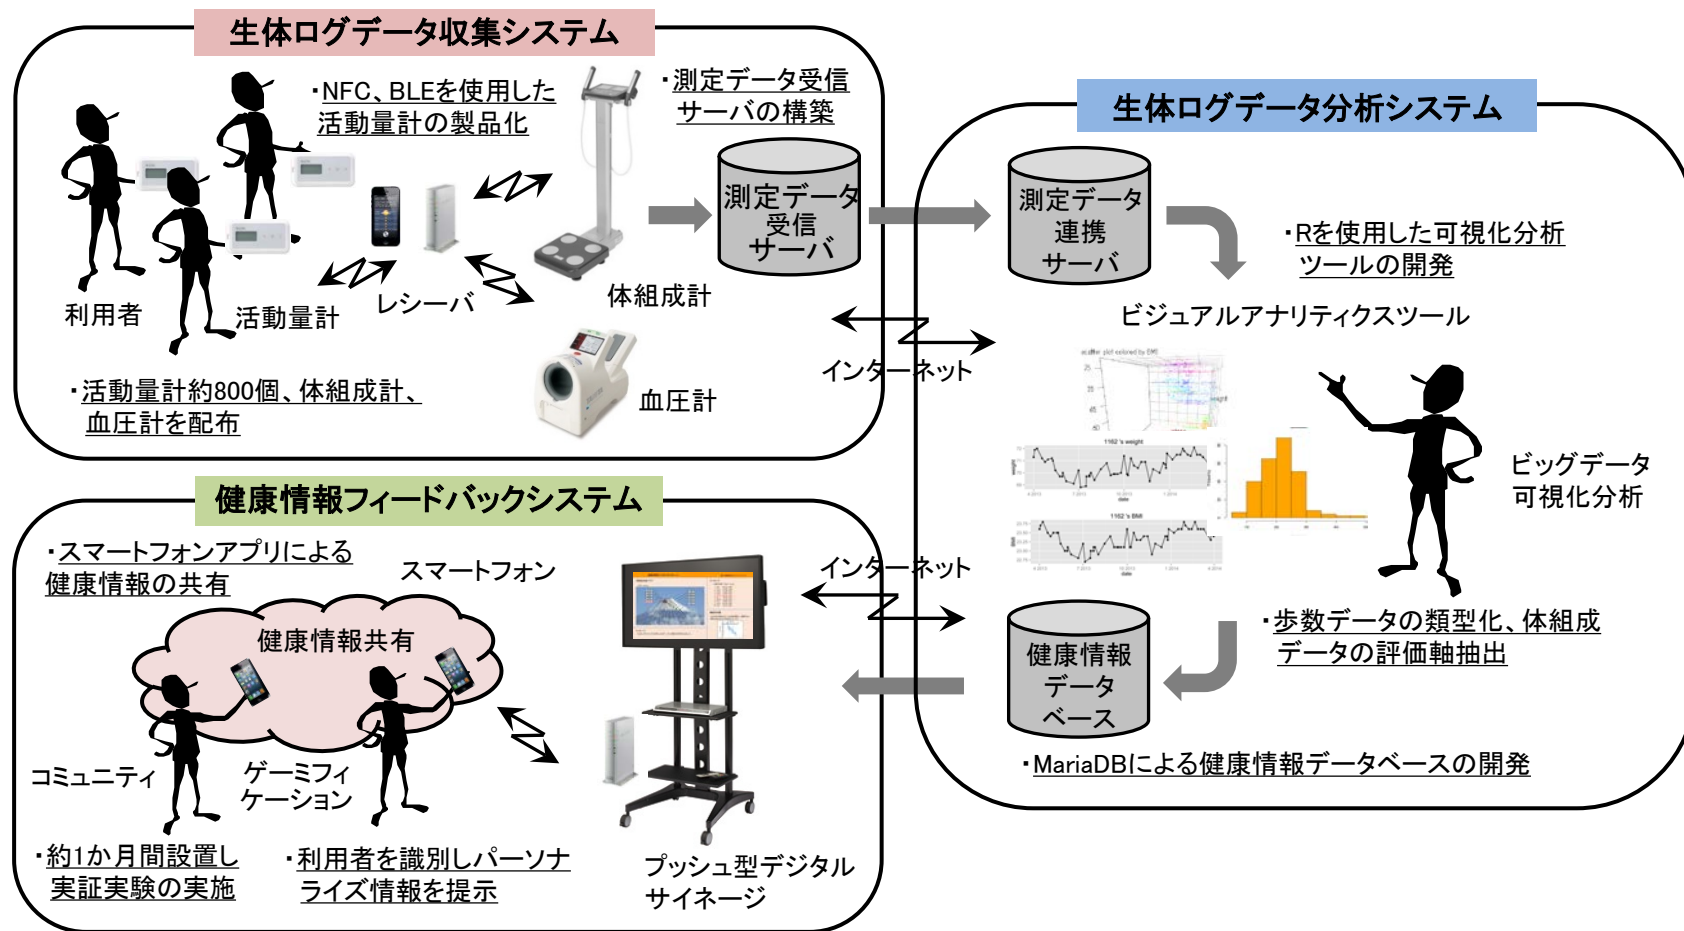 生体ログデータ収集システム
・NFC、BLEを使用した
活動量計の製品化
・測定データ受信
サーバの構築
測定データ
受信
サーバ
利用者
活動量計
レシーバ
体組成計
血圧計
・活動量計約800個、体組成計、
血圧計を配布
インターネット
生体ログデータ分析システム
測定データ
連携
サーバ
・Rを使用した可視化分析
ツールの開発
ビジュアルアナリティクスツール
scatter plot colored by BMI
1162 's weight
weight
date
1162 's BMI
date
ビッグデータ
可視化分析
・歩数データの類型化、体組成
データの評価軸抽出
健康情報
データ
ベース
・MariaDBによる健康情報データベースの開発
健康情報フィードバックシステム
・スマートフォンアプリによる
健康情報の共有
スマートフォン
インターネット
健康情報共有
コミュニティ
ゲーミフィ
ケーション
・約1か月間設置し
実証実験の実施
・利用者を識別しパーソナ
ライズ情報を提示
プッシュ型デジタル
サイネージ